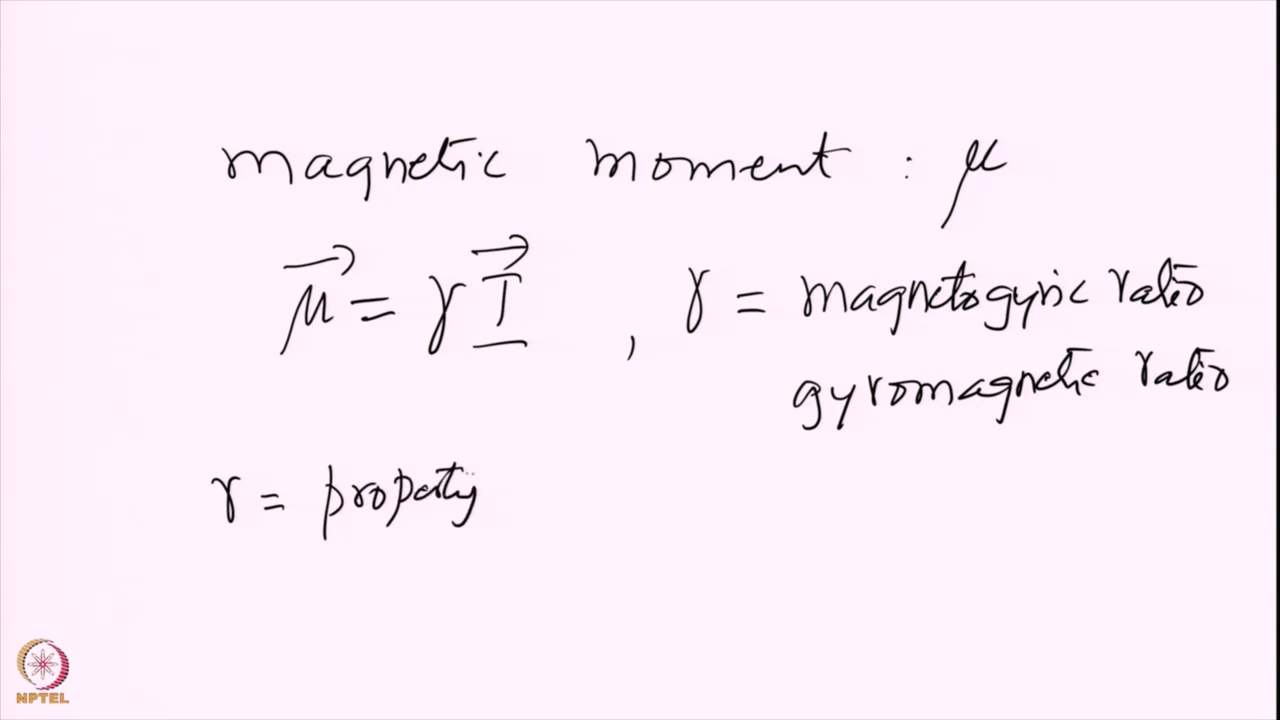 magnetic moment : μ
μ⃗ = γ I⃗ , γ = magnetogyric ratio
gyromagnetic ratio
γ = property
NPTEL